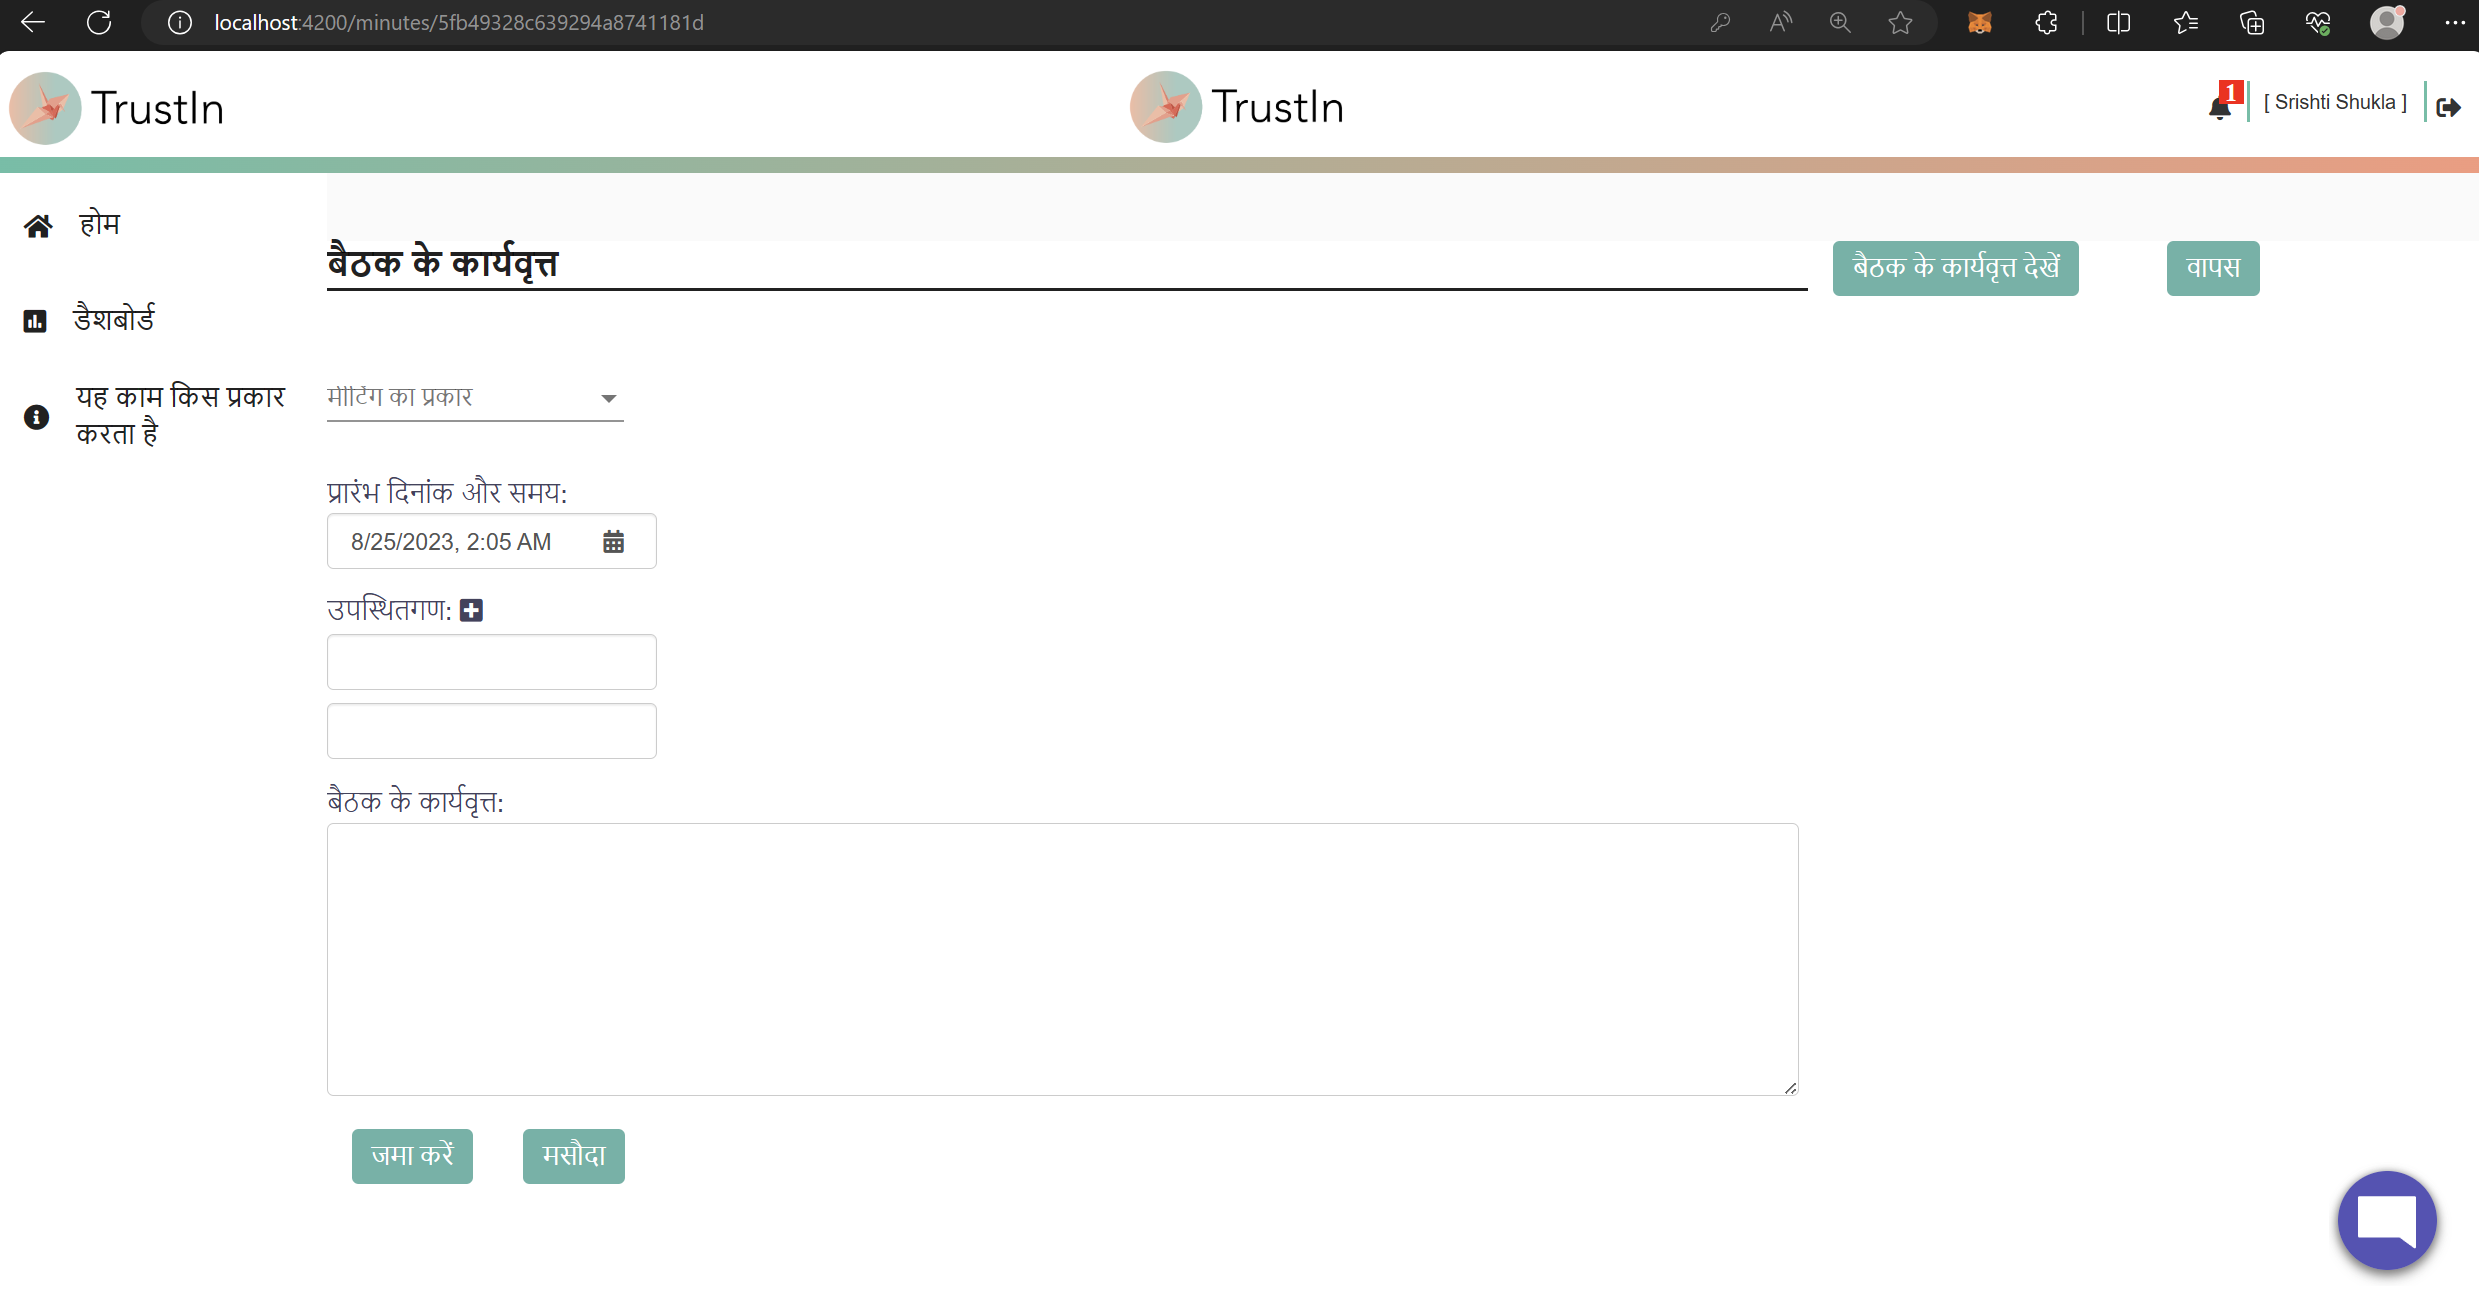 localhost:4200/minutes/5fb49328c639294a8741181d
TrustIn
TrustIn
1
[ Srishti Shukla ]
होम
डैशबोर्ड
यह काम किस प्रकार
करता है
बैठक के कार्यवृत्त
बैठक के कार्यवृत्त देखें
वापस
मीटिंग का प्रकार
प्रारंभ दिनांक और समय:
8/25/2023, 2:05 AM
उपस्थितगण:
बैठक के कार्यवृत्त:
जमा करें
मसौदा